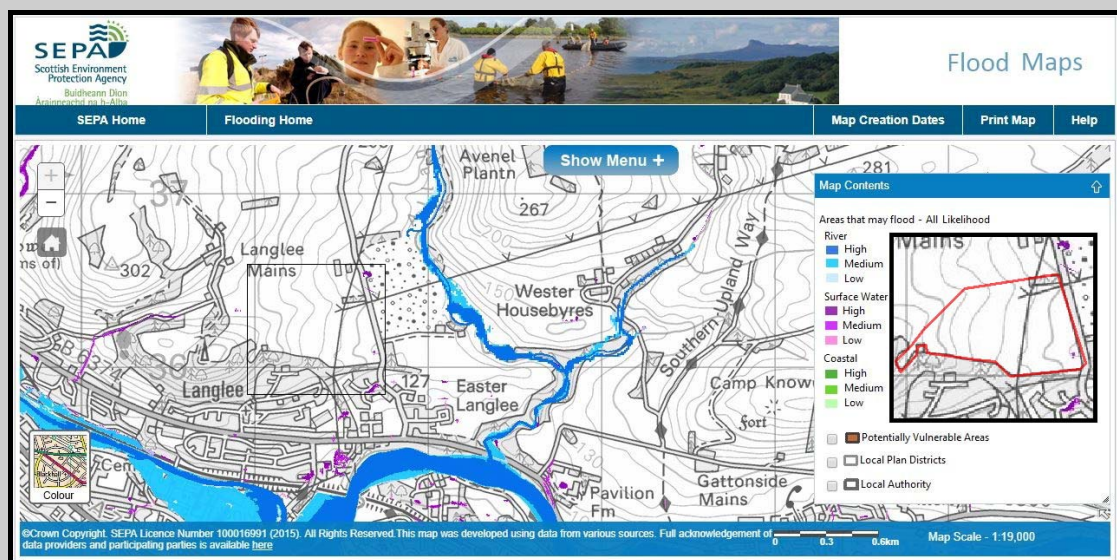 SEPA
Scottish Environment
Protection Agency
Buidheann Dìon
Àrainneachd na h-Alba
Flood Maps
SEPA Home
Flooding Home
Map Creation Dates
Print Map
Help
Show Menu +
+
−
Avenel
Plantn
267
281
37
302
Langlee
Mains
Wester
Housebyres
Southern Upland Way
B 6374
Langlee
127
Easter
Langlee
Camp Know
fort
Cem
Pavilion
Fm
Gattonside
Mains
Colour
Map Contents
Areas that may flood - All Likelihood
River
High
Medium
Low
Surface Water
High
Medium
Low
Coastal
High
Medium
Low
Mains
Potentially Vulnerable Areas
Local Plan Districts
Local Authority
©Crown Copyright. SEPA Licence Number 100016991 (2015). All Rights Reserved.This map was developed using data from various sources. Full acknowledgement of
data providers and participating parties is available here
0 0.3 0.6km
Map Scale - 1:19,000